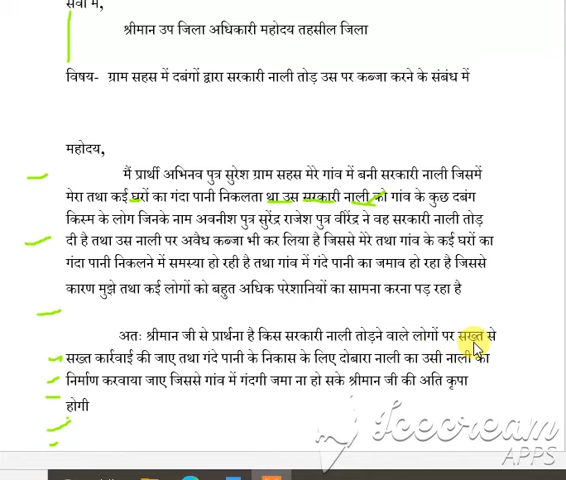 सेवा में,
श्रीमान उप जिला अधिकारी महोदय तहसील जिला
विषय- ग्राम सहस में दबंगों द्वारा सरकारी नाली तोड़ उस पर कब्जा करने के संबंध में
महोदय,
मैं प्रार्थी अभिनव पुत्र सुरेश ग्राम सहस मेरे गांव में बनी सरकारी नाली जिसमें
मेरा तथा कई घरों का गंदा पानी निकलता था उस सरकारी नाली को गांव के कुछ दबंग
किस्म के लोग जिनके नाम अवनीश पुत्र सुरेंद्र राजेश पुत्र वीरेंद्र ने वह सरकारी नाली तोड़
दी है तथा उस नाली पर अवैध कब्जा भी कर लिया है जिससे मेरे तथा गांव के कई घरों का
गंदा पानी निकलने में समस्या हो रही है तथा गांव में गंदे पानी का जमाव हो रहा है जिससे
कारण मुझे तथा कई लोगों को बहुत अधिक परेशानियों का सामना करना पड़ रहा है
अतः श्रीमान जी से प्रार्थना है किस सरकारी नाली तोड़ने वाले लोगों पर सख्त से
सख्त कार्रवाई की जाए तथा गंदे पानी के निकास के लिए दोबारा नाली का उसी नाली का
निर्माण करवाया जाए जिससे गांव में गंदगी जमा ना हो सके श्रीमान जी की अति कृपा
होगी
Icecream
APPS